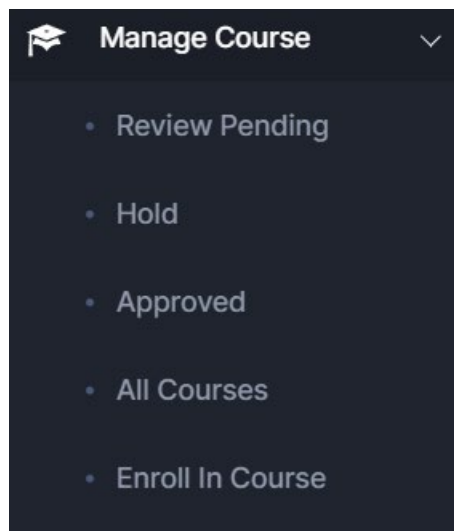 Manage Course
Review Pending
Hold
Approved
All Courses
Enroll In Course